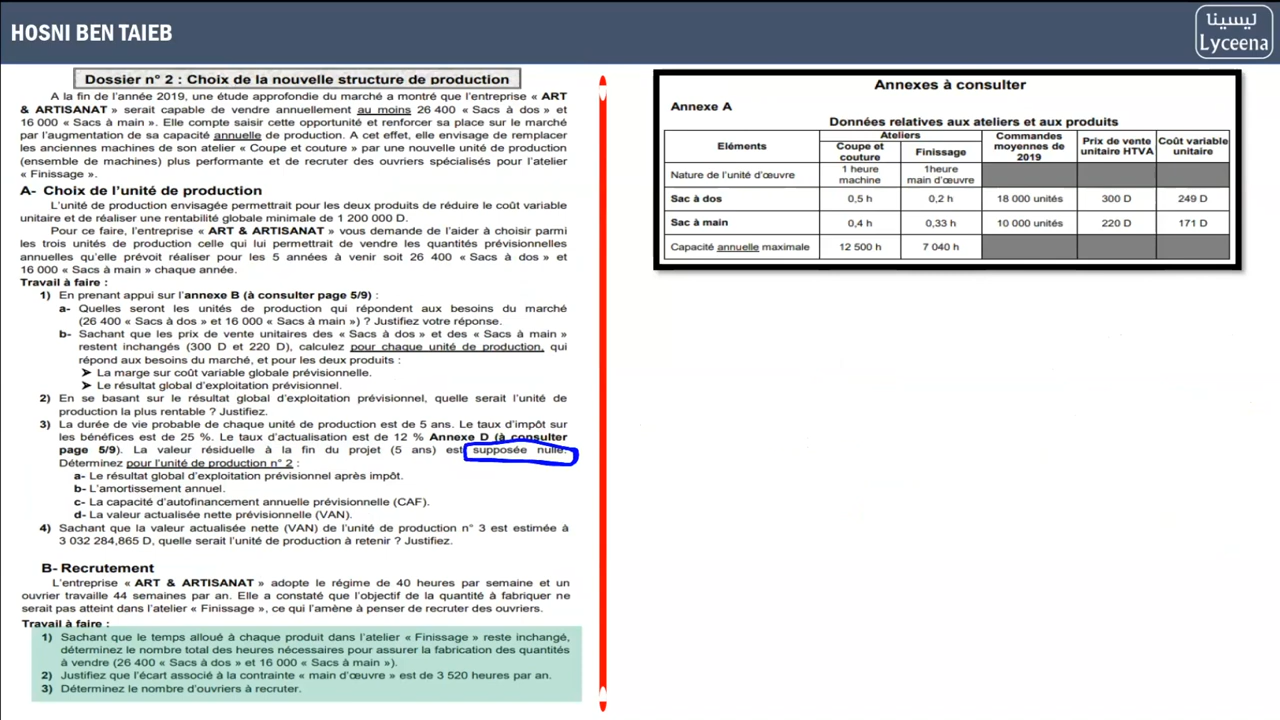 HOSNI BEN TAIEB
ليسينا
Lyceena
Dossier n° 2 : Choix de la nouvelle structure de production
A la fin de l'année 2019, une étude approfondie du marché a montré que l'entreprise « ART
& ARTISANAT » serait capable de vendre annuellement au moins 26 400 « Sacs à dos » et
16 000 « Sacs à main ». Elle compte saisir cette opportunité et renforcer sa place sur le marché
par l'augmentation de sa capacité annuelle de production. A cet effet, elle envisage de remplacer
les anciennes machines de son atelier « Coupe et couture » par une nouvelle unité de production
(ensemble de machines) plus performante et de recruter des ouvriers spécialisés pour l'atelier
« Finissage ».
A- Choix de l'unité de production
L'unité de production envisagée permettrait pour les deux produits de réduire le coût variable
unitaire et de réaliser une rentabilité globale minimale de 1 200 000 D.
Pour ce faire, l'entreprise « ART & ARTISANAT » vous demande de l'aider à choisir parmi
les trois unités de production celle qui lui permettrait de vendre les quantités prévisionnelles
annuelles qu'elle prévoit réaliser pour les 5 années à venir soit 26 400 « Sacs à dos » et
16 000 « Sacs à main » chaque année.
Travail à faire :
1) En prenant appui sur l'annexe B (à consulter page 5/9) :
a- Quelles seront les unités de production qui répondent aux besoins du marché
(26 400 « Sacs à dos » et 16 000 « Sacs à main ») ? Justifiez votre réponse.
b- Sachant que les prix de vente unitaires des « Sacs à dos » et des « Sacs à main »
restent inchangés (300 D et 220 D), calculez pour chaque unité de production, qui
répond aux besoins du marché, et pour les deux produits :
➤ La marge sur coût variable globale prévisionnelle.
➤ Le résultat global d'exploitation prévisionnel.
2) En se basant sur le résultat global d'exploitation prévisionnel, quelle serait l'unité de
production la plus rentable ? Justifiez.
3) La durée de vie probable de chaque unité de production est de 5 ans. Le taux d'impôt sur
les bénéfices est de 25 %. Le taux d'actualisation est de 12 % Annexe D (à consulter
page 5/9). La valeur résiduelle à la fin du projet (5 ans) est supposée nulle.
Déterminez pour l'unité de production n° 2 :
a- Le résultat global d'exploitation prévisionnel après impôt.
b- L'amortissement annuel.
c- La capacité d'autofinancement annuelle prévisionnelle (CAF).
d- La valeur actualisée nette prévisionnelle (VAN).
4) Sachant que la valeur actualisée nette (VAN) de l'unité de production n° 3 est estimée à
3 032 284,865 D, quelle serait l'unité de production à retenir ? Justifiez.
B- Recrutement
L'entreprise « ART & ARTISANAT » adopte le régime de 40 heures par semaine et un
ouvrier travaille 44 semaines par an. Elle a constaté que l'objectif de la quantité à fabriquer ne
serait pas atteint dans l'atelier « Finissage », ce qui l'amène à penser de recruter des ouvriers.
Travail à faire :
1) Sachant que le temps alloué à chaque produit dans l'atelier « Finissage » reste inchangé,
déterminez le nombre total des heures nécessaires pour assurer la fabrication des quantités
à vendre (26 400 « Sacs à dos » et 16 000 « Sacs à main »).
2) Justifiez que l'écart associé à la contrainte « main d'œuvre » est de 3 520 heures par an.
3) Déterminez le nombre d'ouvriers à recruter.
Annexes à consulter
Annexe A
Données relatives aux ateliers et aux produits
Eléments Ateliers Commandes moyennes de 2019 Prix de vente unitaire HTVA Coût variable unitaire
Coupe et couture Finissage
Nature de l'unité d'œuvre 1 heure machine 1heure main d'œuvre
Sac à dos 0,5 h 0,2 h 18 000 unités 300 D 249 D
Sac à main 0,4 h 0,33 h 10 000 unités 220 D 171 D
Capacité annuelle maximale 12 500 h 7 040 h